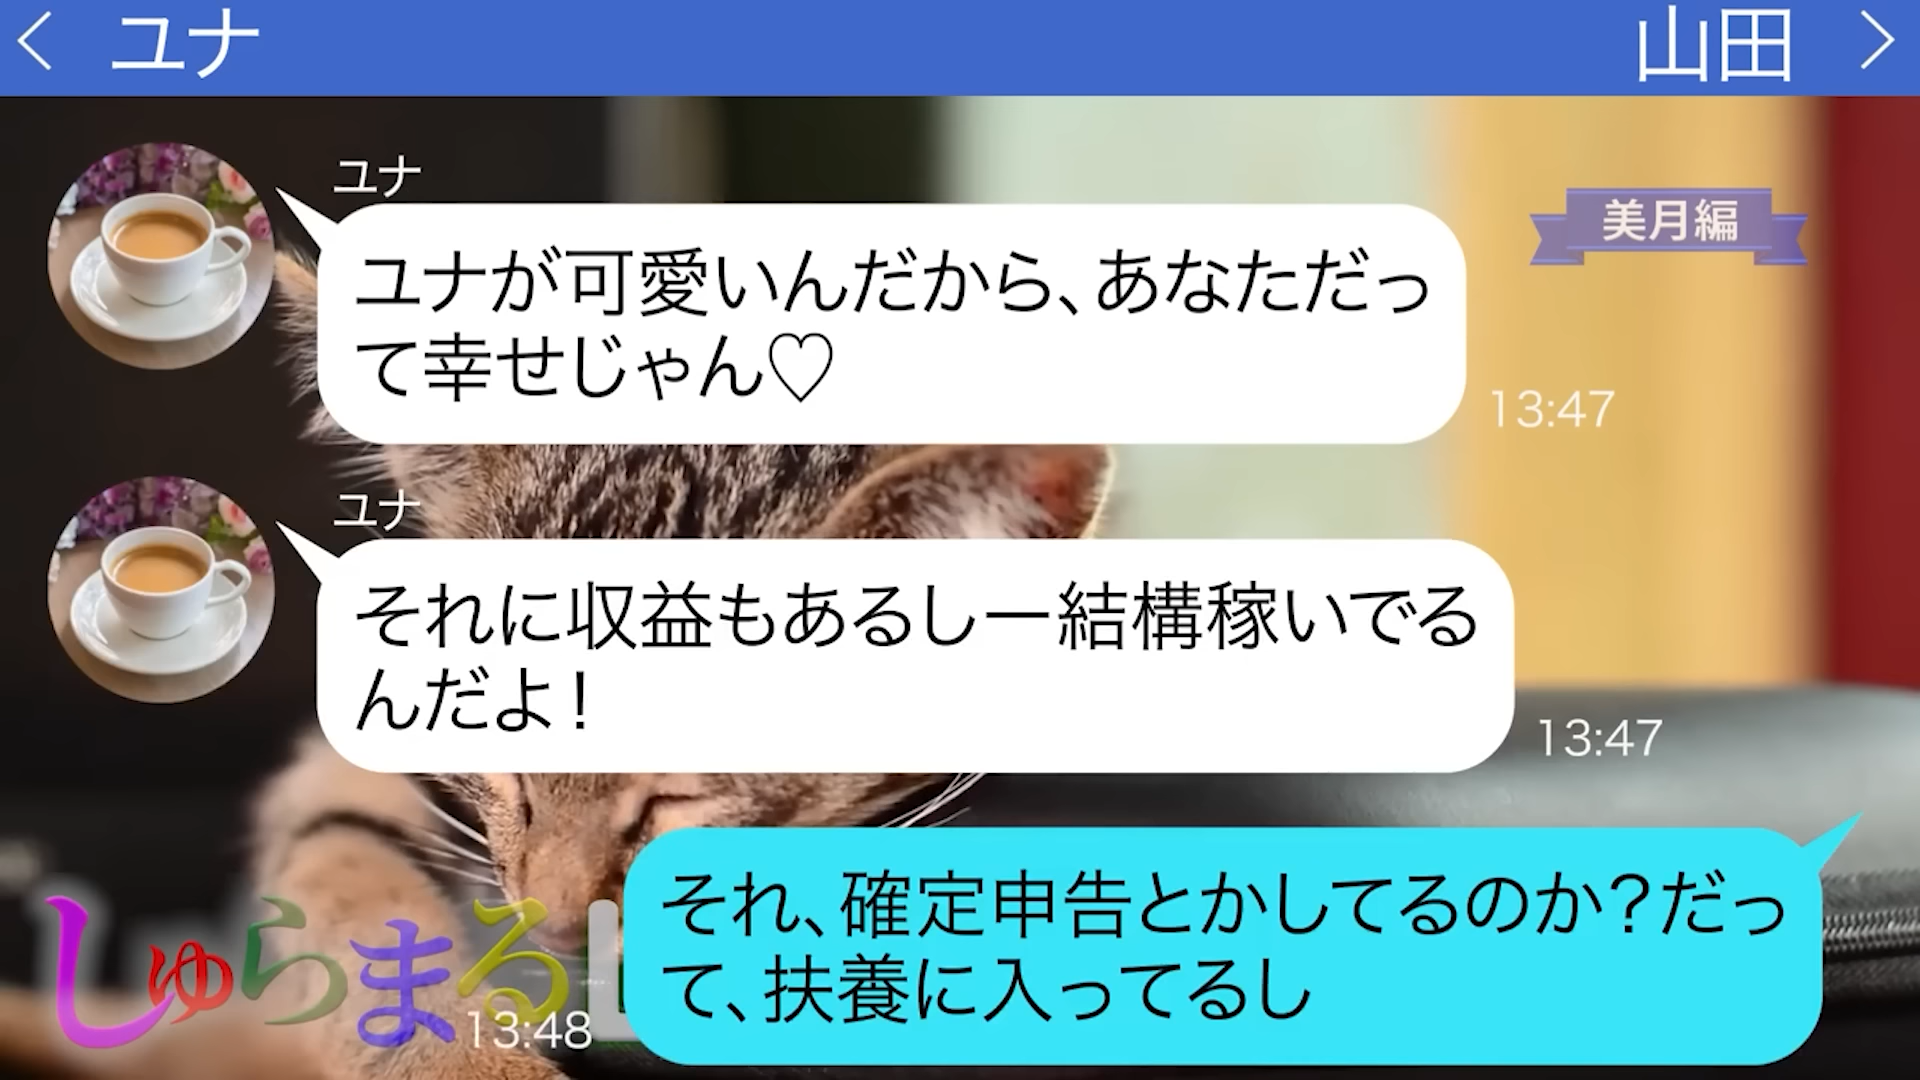 ユナ
山田
ユナ
美月編
ユナが可愛いんだから、あなただっ
て幸せじゃん♡
13:47
ユナ
それに収益もあるしー結構稼いでる
んだよ！
13:47
それ、確定申告とかしてるのか？だっ
て、扶養に入ってるし
しゅらまる
13:48